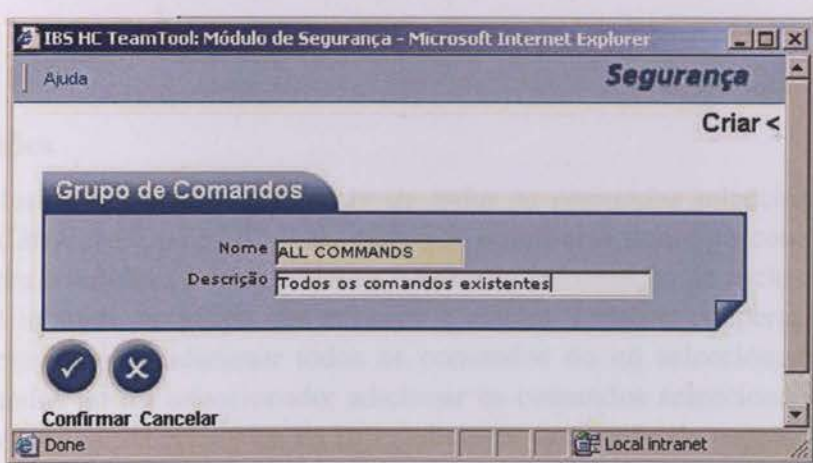 IBS HC TeamTool: Módulo de Segurança - Microsoft Internet Explorer
Ajuda
Segurança
Criar <
Grupo de Comandos
Nome ALL COMMANDS
Descrição Todos os comandos existentes
Confirmar Cancelar
Done
Local intranet